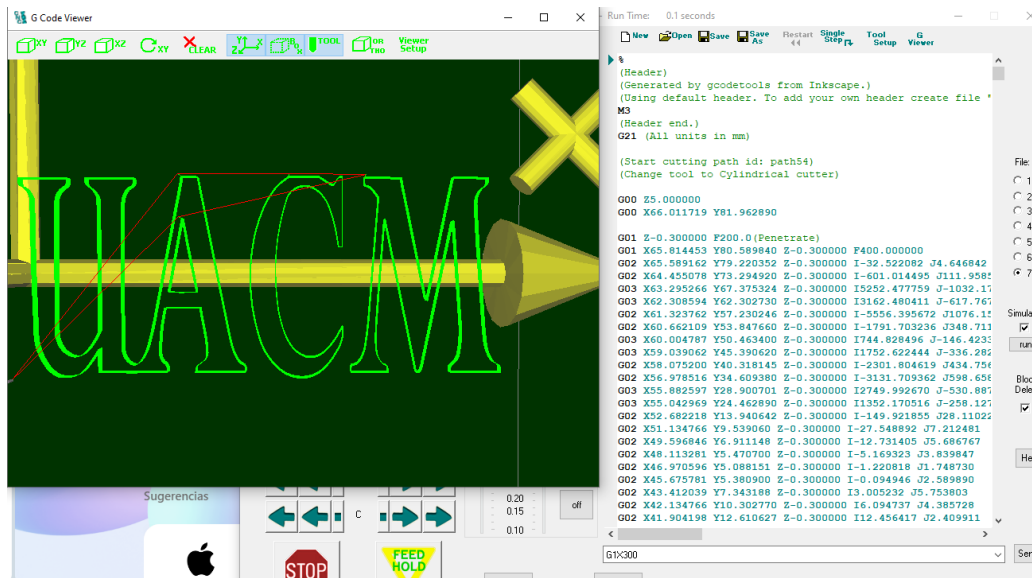 G Code Viewer
XY YZ XZ XY CLEAR Z Y X Box TOOL OR THO Viewer Setup
UACM
Run Time: 0.1 seconds
New Open Save Save As Restart Single Step Tool Setup G Viewer
%
(Header)
(Generated by gcodetools from Inkscape.)
(Using default header. To add your own header create file "
M3
(Header end.)
G21 (All units in mm)
(Start cutting path id: path54)
(Change tool to Cylindrical cutter)
G00 Z5.000000
G00 X66.011719 Y81.962890
G01 Z-0.300000 F200.0(Penetrate)
G01 X65.814453 Y80.589840 Z-0.300000 F400.000000
G02 X65.589162 Y79.220352 Z-0.300000 I-32.522082 J4.646842
G02 X64.455078 Y73.294920 Z-0.300000 I-601.014495 J111.9585
G03 X63.295266 Y67.375324 Z-0.300000 I5252.477759 J-1032.17
G03 X62.308594 Y62.302730 Z-0.300000 I3162.480411 J-617.767
G02 X61.323762 Y57.230246 Z-0.300000 I-5556.395672 J1076.15
G02 X60.662109 Y53.847660 Z-0.300000 I-1791.703236 J348.711
G03 X60.004787 Y50.463400 Z-0.300000 I744.828496 J-146.4233
G03 X59.039062 Y45.390620 Z-0.300000 I1752.622444 J-336.282
G02 X58.075200 Y40.318145 Z-0.300000 I-2301.804619 J434.756
G02 X56.978516 Y34.609380 Z-0.300000 I-3131.709362 J598.658
G03 X55.882597 Y28.900701 Z-0.300000 I2749.992670 J-530.887
G03 X55.042969 Y24.462890 Z-0.300000 I1352.170516 J-258.127
G02 X52.682218 Y13.940642 Z-0.300000 I-149.921855 J28.11022
G02 X51.134766 Y9.539060 Z-0.300000 I-27.548892 J7.212481
G02 X49.596846 Y6.911148 Z-0.300000 I-12.731405 J5.686767
G02 X48.113281 Y5.470700 Z-0.300000 I-5.169323 J3.839847
G02 X46.970596 Y5.088151 Z-0.300000 I-1.220818 J1.748730
G02 X45.675781 Y5.380900 Z-0.300000 I-0.094946 J2.589890
G02 X43.412039 Y7.343188 Z-0.300000 I3.005232 J5.753803
G02 X42.134766 Y10.302770 Z-0.300000 I6.094737 J4.385728
G02 X41.904198 Y12.610627 Z-0.300000 I12.456417 J2.409911
G1X300
File:
1
2
3
4
5
6
7
run
Sugerencias
C
0.20
0.15
0.10
off
STOP
FEED HOLD